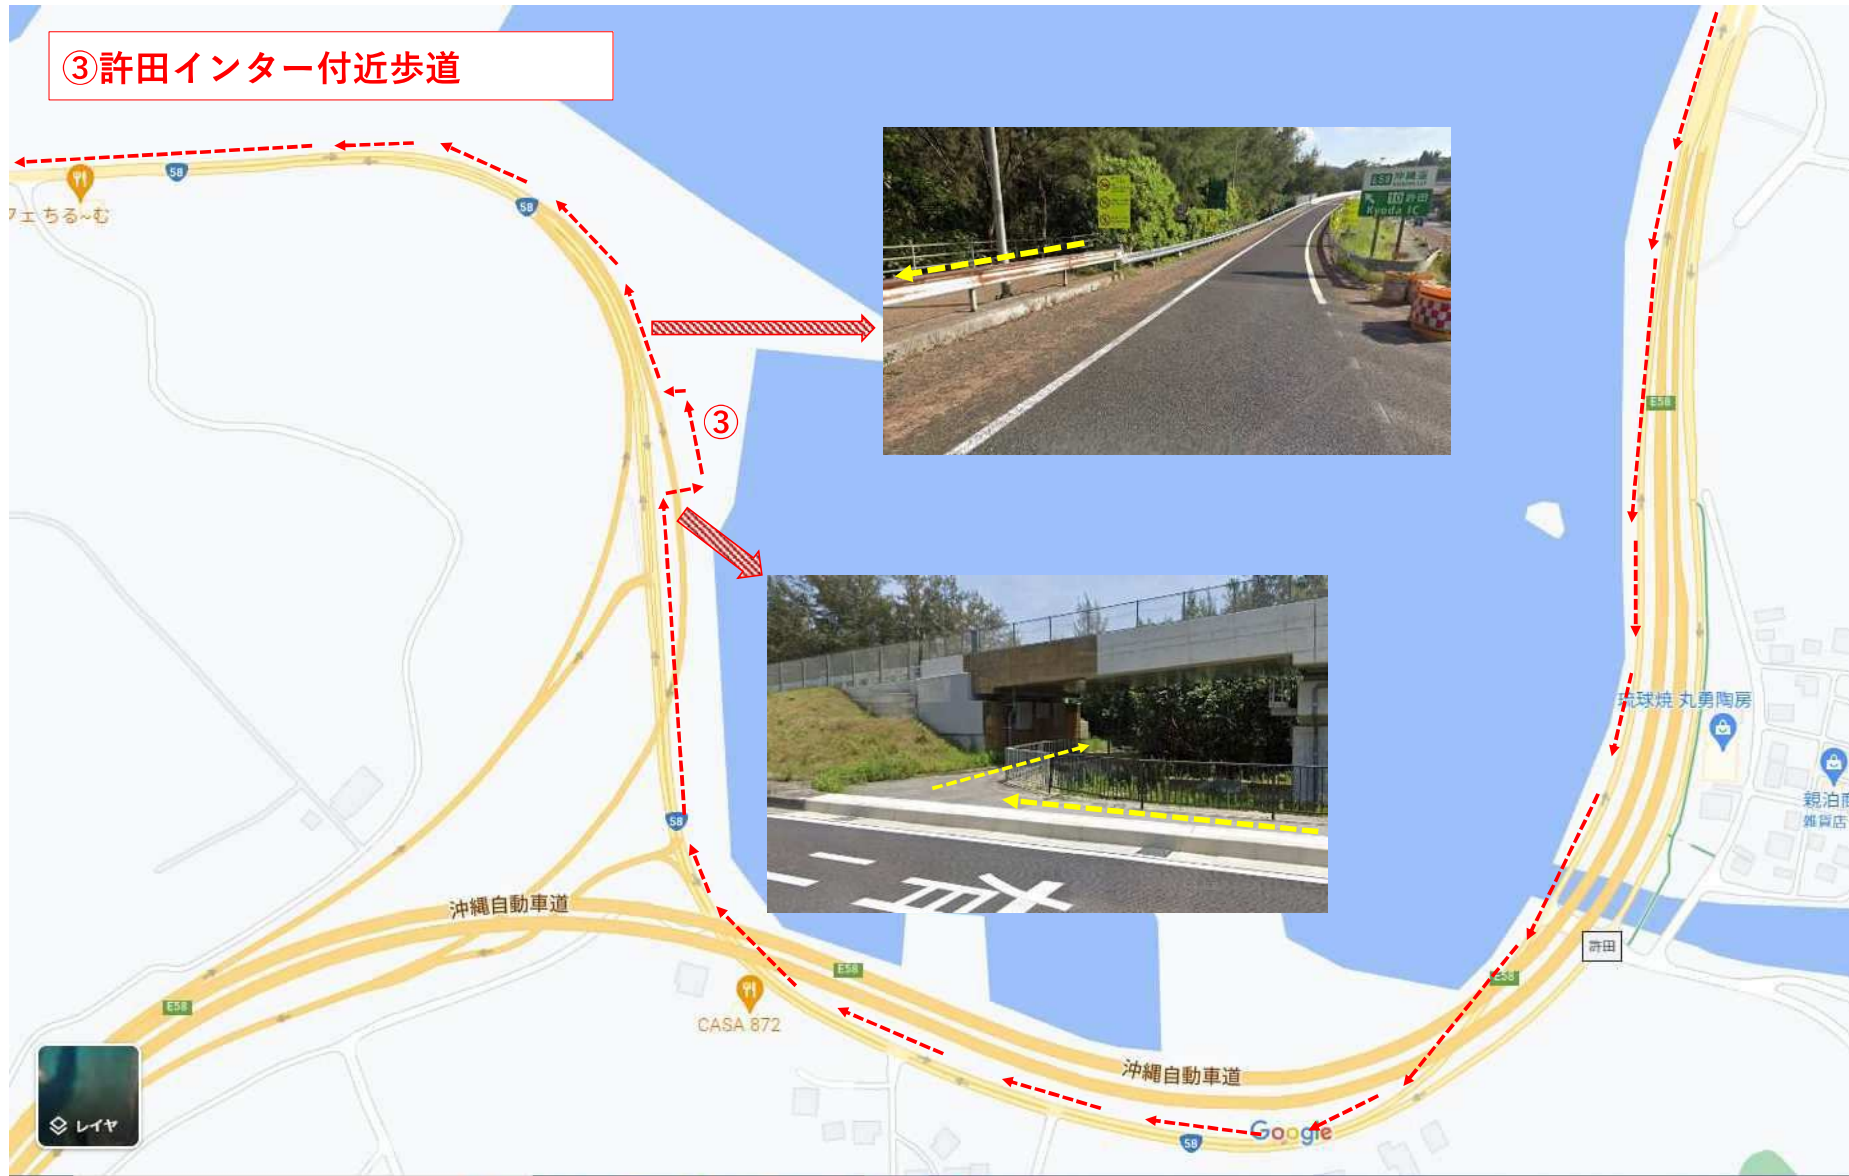 ③許田インター付近歩道
58
フェ ちる~む
58
E58 沖縄道
10 許田
Kyoda IC
E58
③
琉球焼 丸勇陶房
親泊商
雑貨店
58
沖縄自動車道
許田
E58
E58
E58
CASA 872
沖縄自動車道
レイヤ
Google
58